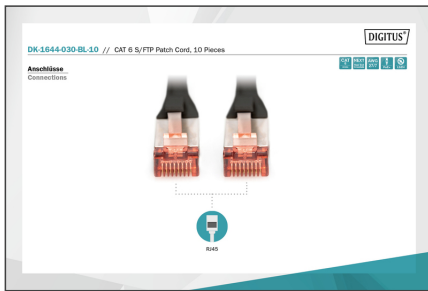 DIGITUS®
DK-1644-030-BL-10 // CAT 6 S/FTP Patch Cord, 10 Pieces
Anschlüsse
Connections
RJ45